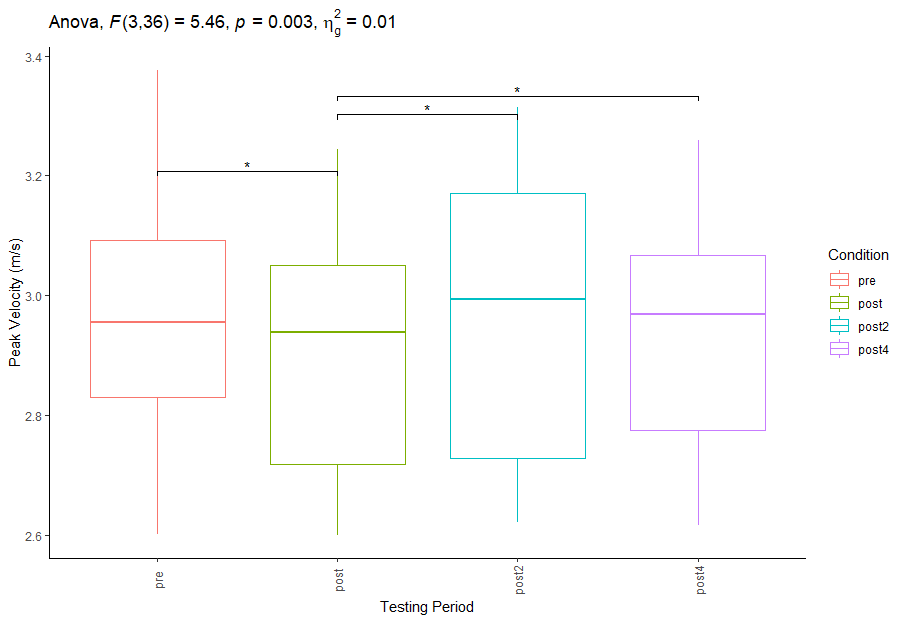 Anova, F(3,36) = 5.46, p = 0.003, η²g = 0.01
3.4
3.2
3.0
2.8
2.6
Peak Velocity (m/s)
*
*
*
pre
post
post2
post4
Testing Period
Condition
pre
post
post2
post4